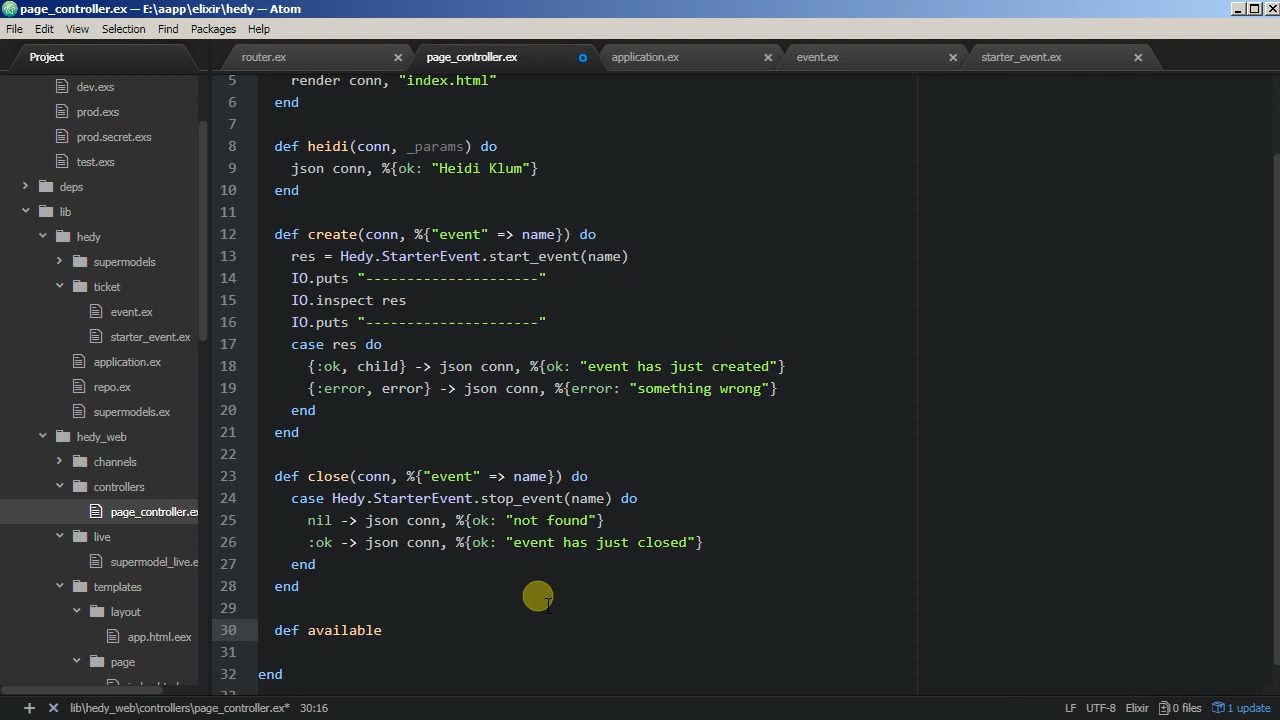 page_controller.ex — E:\aapp\elixir\hedy — Atom
File Edit View Selection Find Packages Help
Project
router.ex
page_controller.ex
application.ex
event.ex
starter_event.ex
dev.exs
prod.exs
prod.secret.exs
test.exs
deps
lib
hedy
supermodels
ticket
event.ex
starter_event.ex
application.ex
repo.ex
supermodels.ex
hedy_web
channels
controllers
page_controller.ex
live
supermodel_live.e
templates
layout
app.html.eex
page
5 render conn, "index.html"
6 end
7
8 def heidi(conn, _params) do
9 json conn, %{ok: "Heidi Klum"}
10 end
11
12 def create(conn, %{"event" => name}) do
13 res = Hedy.StarterEvent.start_event(name)
14 IO.puts "---------------------"
15 IO.inspect res
16 IO.puts "---------------------"
17 case res do
18 {:ok, child} -> json conn, %{ok: "event has just created"}
19 {:error, error} -> json conn, %{error: "something wrong"}
20 end
21 end
22
23 def close(conn, %{"event" => name}) do
24 case Hedy.StarterEvent.stop_event(name) do
25 nil -> json conn, %{ok: "not found"}
26 :ok -> json conn, %{ok: "event has just closed"}
27 end
28 end
29
30 def available
31
32 end
lib\hedy_web\controllers\page_controller.ex* 30:16 LF UTF-8 Elixir 0 files 1 update